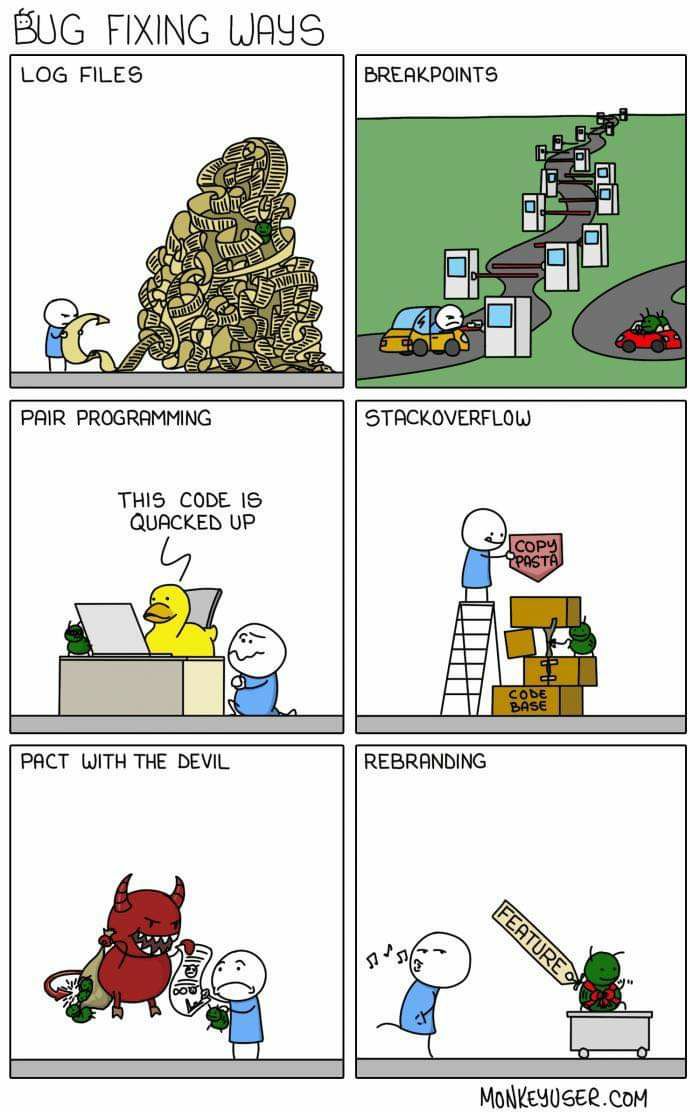 BUG FIXING WAYS
LOG FILES
BREAKPOINTS
PAIR PROGRAMMING
THIS CODE IS
QUACKED UP
STACKOVERFLOW
COPY
PASTA
CODE
BASE
PACT WITH THE DEVIL
REBRANDING
FEATURE
MONKEYUSER.COM